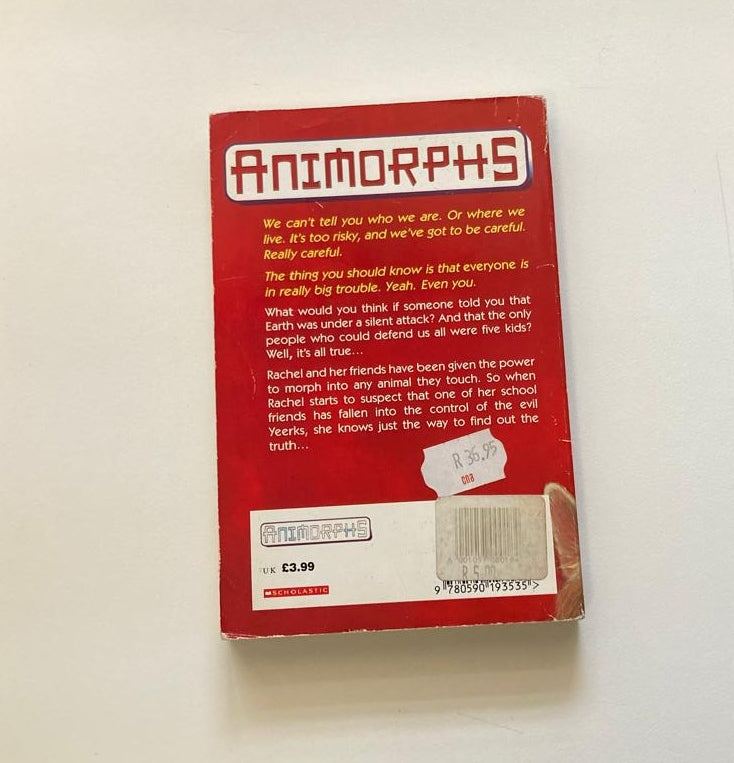 ANIMORPHS
We can't tell you who we are. Or where we
live. It's too risky, and we've got to be careful.
Really careful.
The thing you should know is that everyone is
in really big trouble. Yeah. Even you.
What would you think if someone told you that
Earth was under a silent attack? And that the only
people who could defend us all were five kids?
Well, it's all true...
Rachel and her friends have been given the power
to morph into any animal they touch. So when
Rachel starts to suspect that one of her school
friends has fallen into the control of the evil
Yeerks, she knows just the way to find out the
truth...
R 36.95
cna
ANIMORPHS
UK £3.99
SCHOLASTIC
9 780590 193535 >